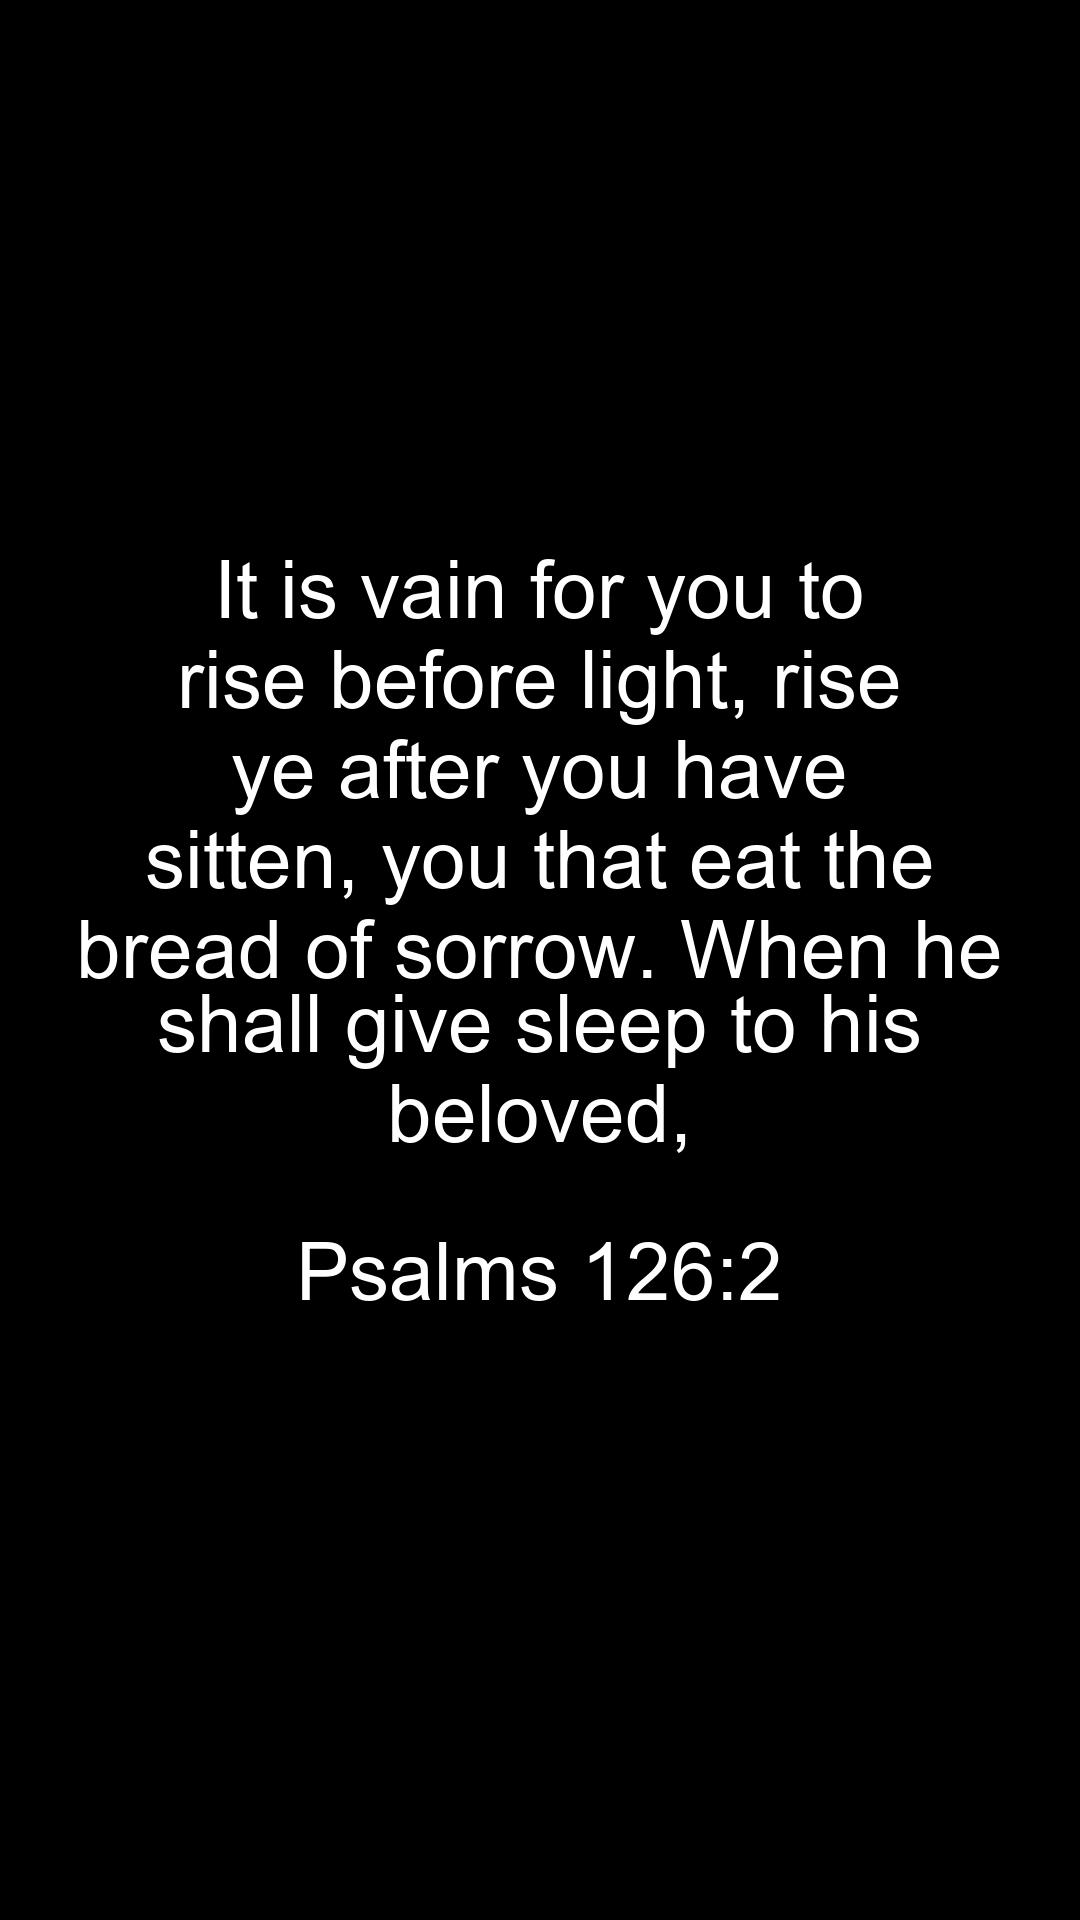 It is vain for you to
rise before light, rise
ye after you have
sitten, you that eat the
bread of sorrow. When he
shall give sleep to his
beloved,
Psalms 126:2